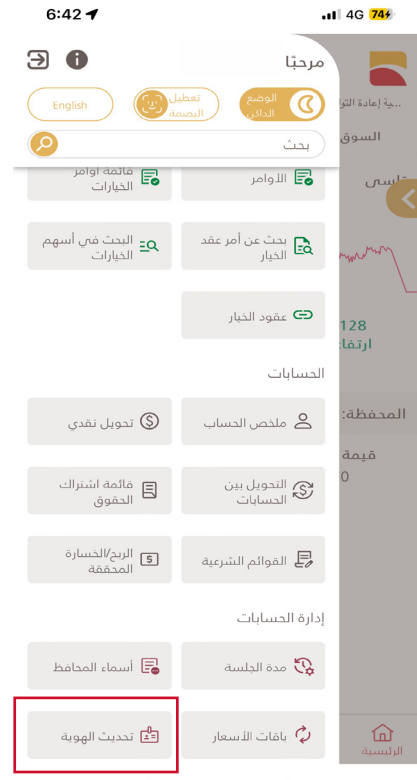 6:42
4G 74
مرحبًا
الوضع الداكن
تعطيل البصمة
English
بحث
الأوامر
قائمة أوامر
الخيارات
بحث عن أمر عقد
الخيار
البحث في أسهم
الخيارات
عقود الخيار
الحسابات
ملخص الحساب
تحويل نقدي
التحويل بين
الحسابات
قائمة اشتراك
الحقوق
القوائم الشرعية
الربح/الخسارة
المحققة
إدارة الحسابات
مدة الجلسة
أسماء المحافظ
باقات الأسعار
تحديث الهوية
السوق
128
ارتفا
المحفظة:
قيمة
0
الرئيسية